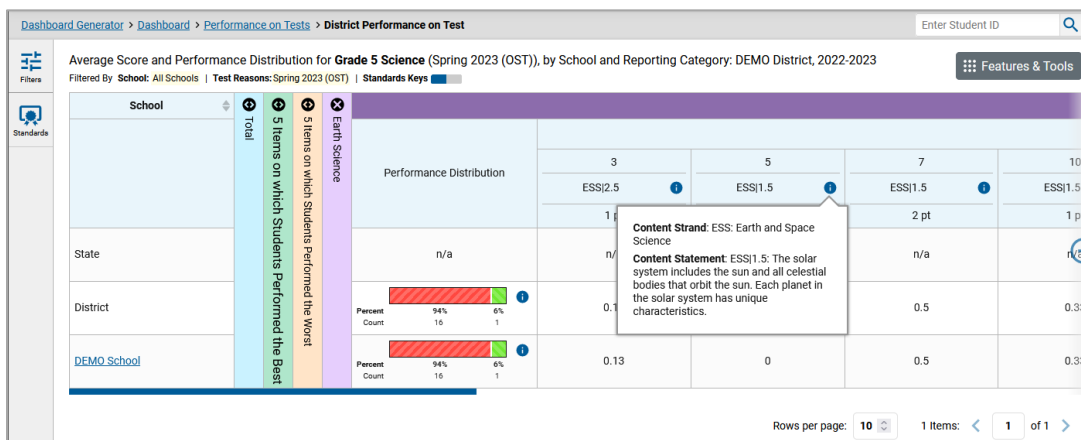 Dashboard Generator > Dashboard > Performance on Tests > District Performance on Test
Enter Student ID
Filters
Standards
Average Score and Performance Distribution for Grade 5 Science (Spring 2023 (OST)), by School and Reporting Category: DEMO District, 2022-2023
Filtered By School: All Schools | Test Reasons: Spring 2023 (OST) | Standards Keys
Features & Tools
School
Total
5 Items on which Students Performed the Best
5 Items on which Students Performed the Worst
Earth Science
Performance Distribution
3 5 7 10
ESS|2.5 ESS|1.5 ESS|1.5 ESS|1.5
2 pt
Content Strand: ESS: Earth and Space
Science
Content Statement: ESS|1.5: The solar
system includes the sun and all celestial
bodies that orbit the sun. Each planet in
the solar system has unique
characteristics.
State n/a n/a
District
Percent 94% 6%
Count 16 1
0.5
DEMO School
Percent 94% 6%
Count 16 1
0.13 0 0.5
Rows per page: 10 1 Items: 1 of 1